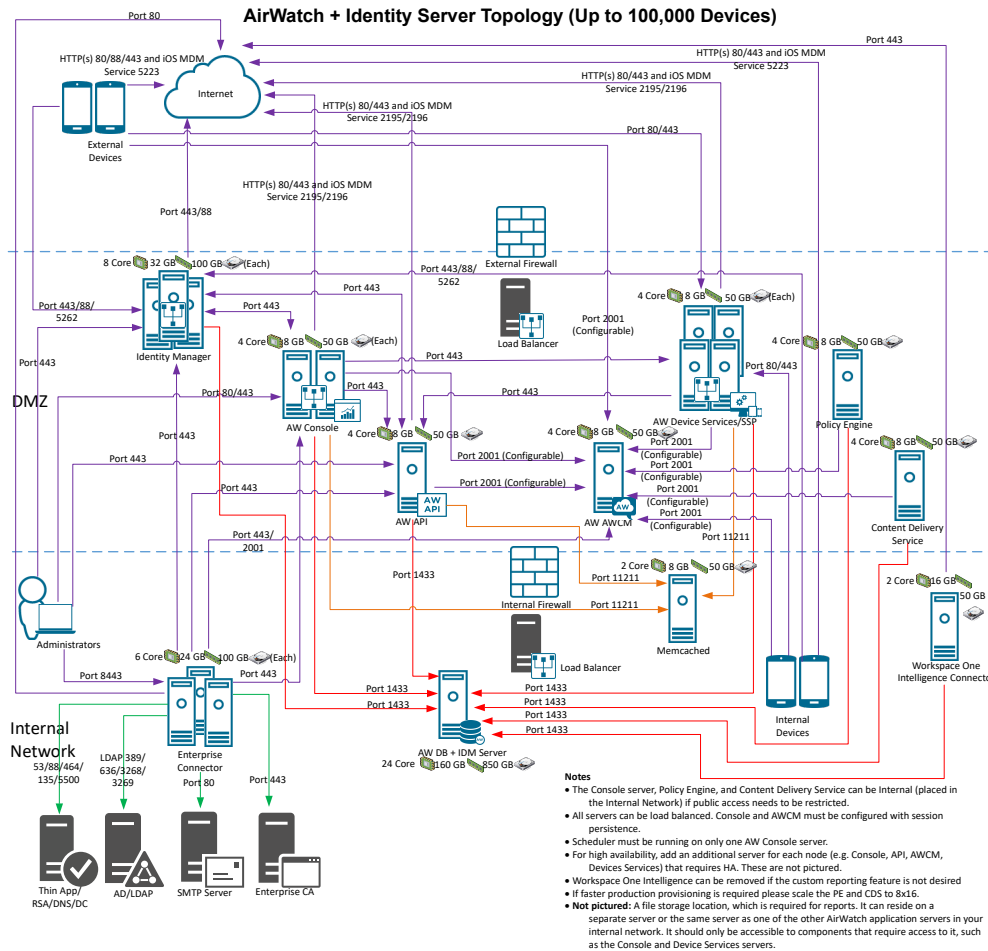 AirWatch + Identity Server Topology (Up to 100,000 Devices)
Port 80
Port 443
HTTP(s) 80/88/443 and iOS MDM
Service 5223
HTTP(s) 80/443 and iOS MDM
Service 5223
HTTP(s) 80/443 and iOS MDM
Service 2195/2196
Internet
HTTP(s) 80/443 and iOS MDM
Service 2195/2196
External
Devices
Port 80/443
HTTP(s) 80/443 and iOS MDM
Service 2195/2196
Port 443/88
External Firewall
8 Core 32 GB 100 GB (Each)
Port 443/88/
5262
Port 443
4 Core 8 GB 50 GB (Each)
Port 443/88/
5262
Port 443
Port 2001
(Configurable)
Load Balancer
4 Core 8 GB 50 GB
Identity Manager
4 Core 8 GB 50 GB (Each)
Port 443
Port 443
Port 80/443
DMZ
Port 80/443
Port 443
Port 443
AW Console
AW Device Services/SSP
Policy Engine
4 Core 8 GB 50 GB
4 Core 8 GB 50 GB
4 Core 8 GB 50 GB
Port 443
Port 2001 (Configurable)
Port 2001
(Configurable)
Port 443
Port 2001
(Configurable)
Port 443
Port 2001 (Configurable)
Port 2001
(Configurable)
AW
API
AW
Port 2001
(Configurable)
AW API
AW AWCM
Content Delivery
Service
Port 443/
2001
Port 11211
Port 1433
2 Core 8 GB 50 GB
2 Core 16 GB
50 GB
Port 11211
Internal Firewall
Port 11211
Administrators
Memcached
6 Core 24 GB 100 GB (Each)
Load Balancer
Workspace One
Intelligence Connecto
Port 8443
Port 443
Port 1433
Port 1433
Port 1433
Port 1433
Port 1433
Port 1433
Internal
Devices
Internal
Network
53/88/464/
135/5500
LDAP 389/
636/3268/
3269
Enterprise
Connector
AW
AW DB + IDM Server
24 Core 160 GB 850 GB
Port 80
Port 443
Thin App/
RSA/DNS/DC
AD/LDAP
SMTP Server
Enterprise CA
Notes
• The Console server, Policy Engine, and Content Delivery Service can be Internal (placed in
the Internal Network) if public access needs to be restricted.
• All servers can be load balanced. Console and AWCM must be configured with session
persistence.
• Scheduler must be running on only one AW Console server.
• For high availability, add an additional server for each node (e.g. Console, API, AWCM,
Devices Services) that requires HA. These are not pictured.
• Workspace One Intelligence can be removed if the custom reporting feature is not desired
• If faster production provisioning is required please scale the PE and CDS to 8x16.
• Not pictured: A file storage location, which is required for reports. It can reside on a
separate server or the same server as one of the other AirWatch application servers in your
internal network. It should only be accessible to components that require access to it, such
as the Console and Device Services servers.